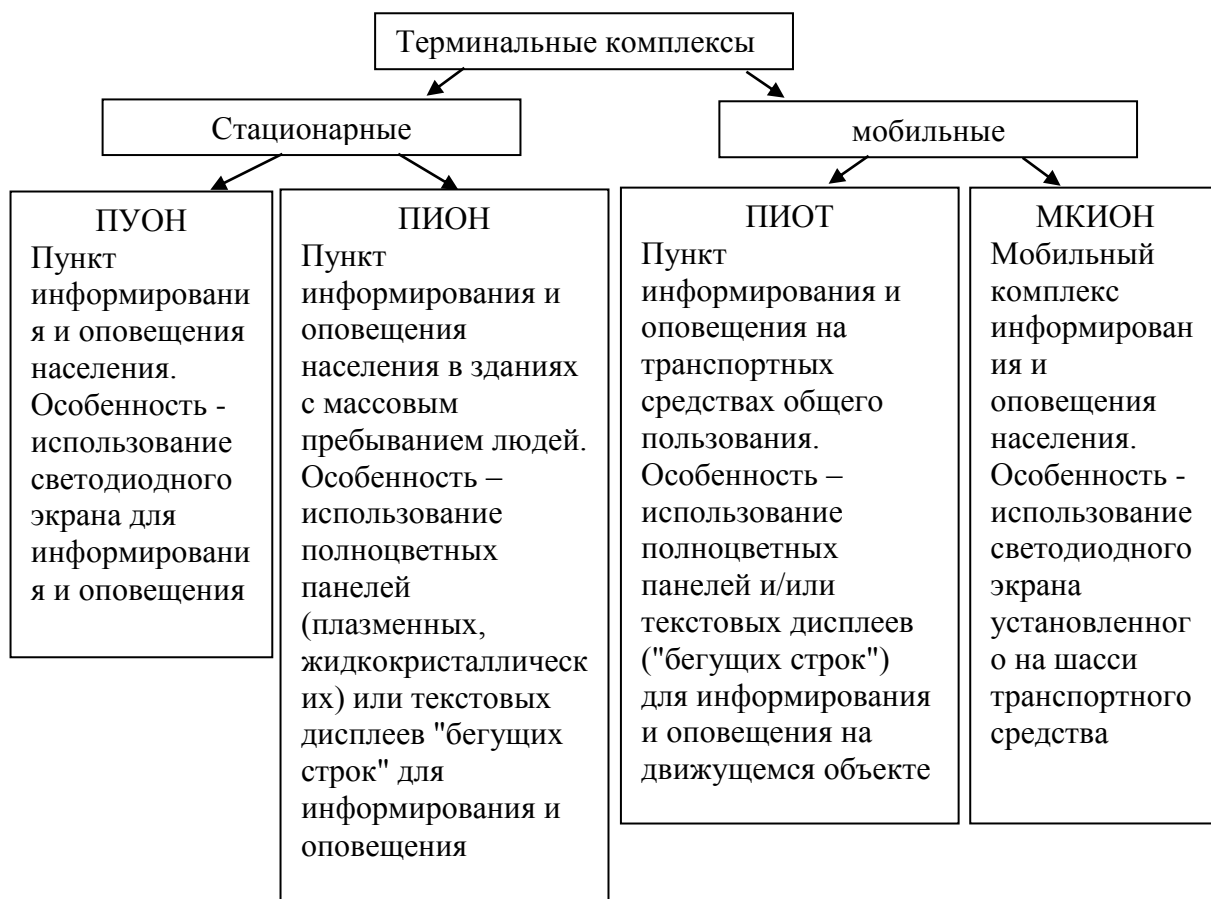 Терминальные комплексы
Стационарные
мобильные
ПУОН
Пункт
информировани
я и оповещения
населения.
Особенность -
использование
светодиодного
экрана для
информировани
я и оповещения
ПИОН
Пункт
информирования и
оповещения
населения в зданиях
с массовым
пребыванием людей.
Особенность –
использование
полноцветных
панелей
(плазменных,
жидкокристаллическ
их) или текстовых
дисплеев "бегущих
строк" для
информирования и
оповещения
ПИОТ
Пункт
информирования и
оповещения на
транспортных
средствах общего
пользования.
Особенность –
использование
полноцветных
панелей и/или
текстовых дисплеев
("бегущих строк")
для информирования
и оповещения на
движущемся объекте
МКИОН
Мобильный
комплекс
информирован
ия и
оповещения
населения.
Особенность -
использование
светодиодного
экрана
установленног
о на шасси
транспортного
средства